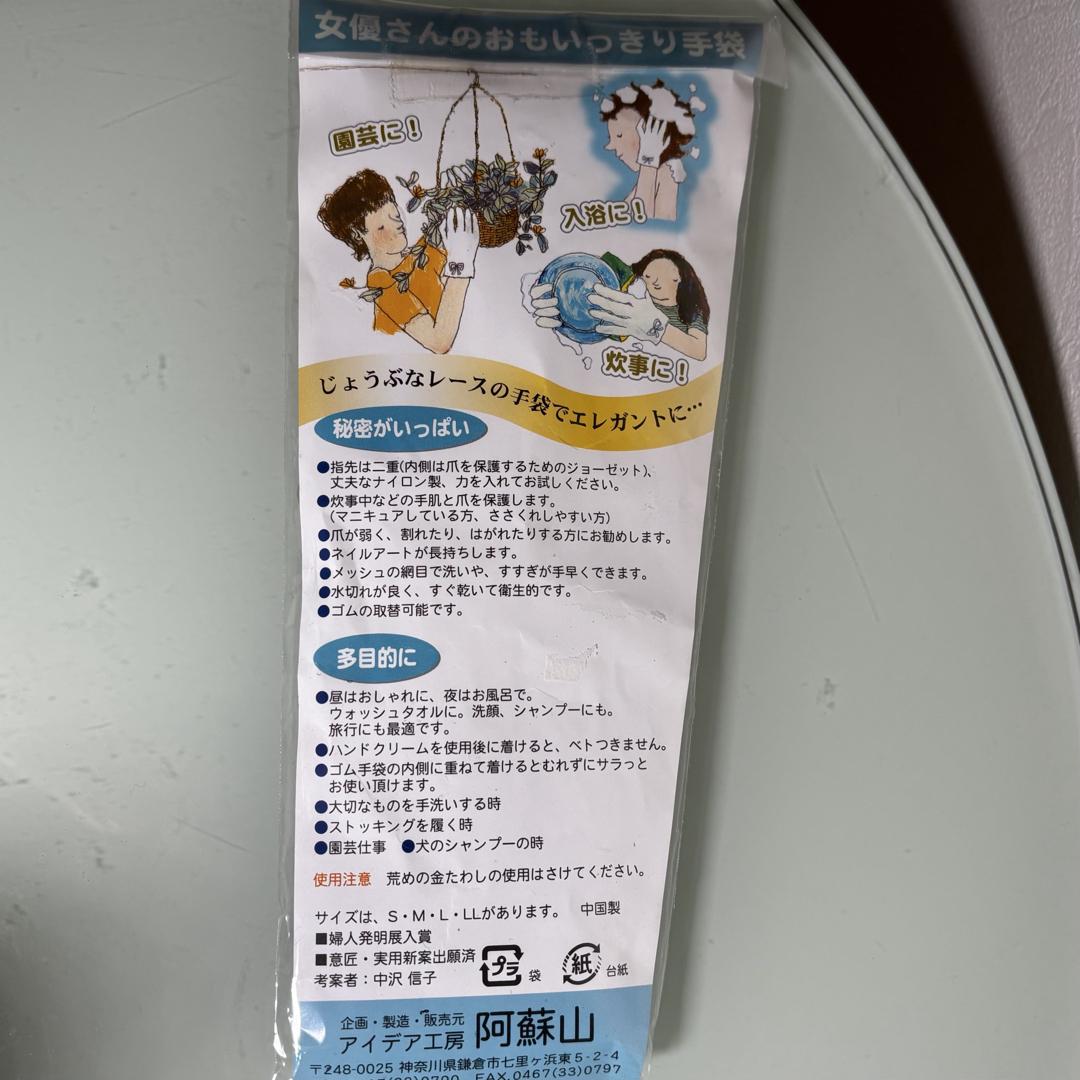 女優さんのおもいっきり手袋
園芸に!
入浴に!
炊事に!
じょうぶなレースの手袋でエレガントに…
秘密がいっぱい
●指先は二重(内側は爪を保護するためのジョーゼット)、
丈夫なナイロン製、力を入れてお試しください。
●炊事中などの手肌と爪を保護します。
(マニキュアしている方、ささくれしやすい方)
●爪が弱く、割れたり、はがれたりする方にお勧めします。
●ネイルアートが長持ちします。
●メッシュの網目で洗いや、すすぎが手早くできます。
●水切れが良く、すぐ乾いて衛生的です。
●ゴムの取替可能です。
多目的に
●昼はおしゃれに、夜はお風呂で。
ウォッシュタオルに。洗顔、シャンプーにも。
旅行にも最適です。
●ハンドクリームを使用後に着けると、ベトつきません。
●ゴム手袋の内側に重ねて着けるとむれずにサラっと
お使い頂けます。
●大切なものを手洗いする時
●ストッキングを履く時
●園芸仕事 ●犬のシャンプーの時
使用注意 荒めの金たわしの使用はさけてください。
サイズは、S・M・L・LLがあります。 中国製
■婦人発明展入賞
■意匠・実用新案出願済
考案者:中沢 信子
プラ 袋
紙 台紙
企画・製造・販売元
アイデア工房 阿蘇山
〒248-0025 神奈川県鎌倉市七里ヶ浜東5-2-4
FAX.0467(33)0797